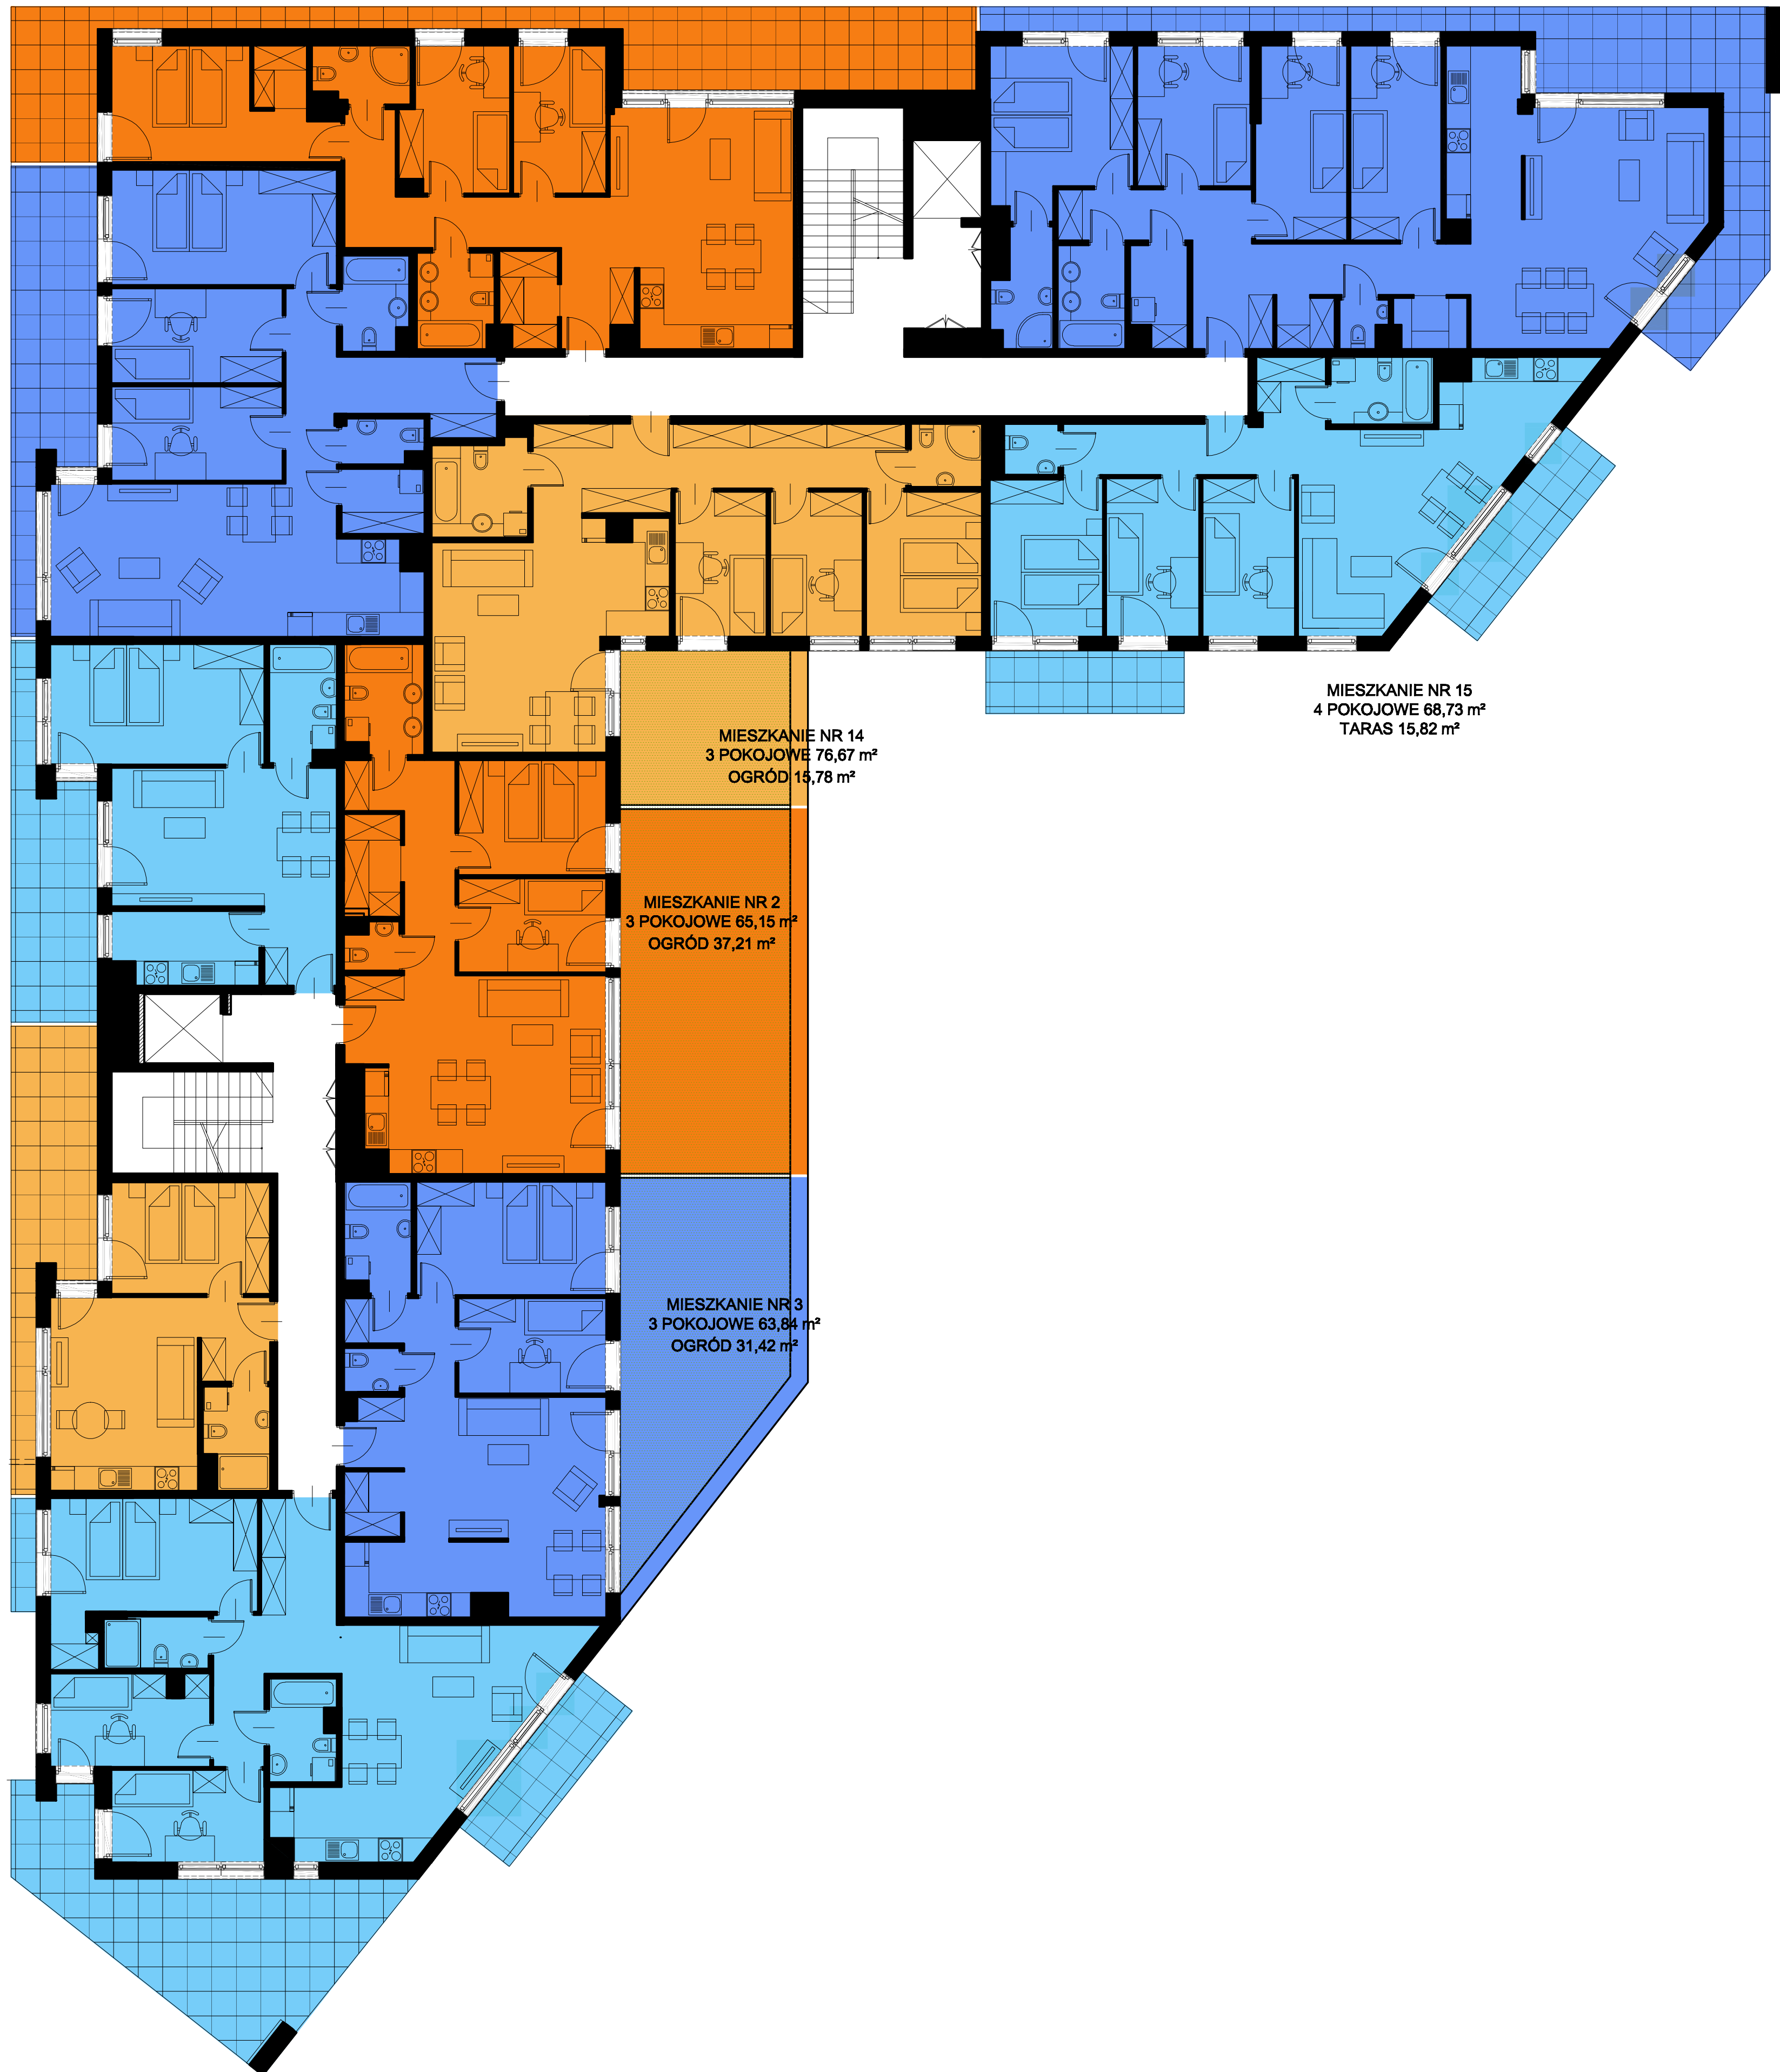 MIESZKANIE NR 15
4 POKOJOWE 68,73 m²
TARAS 15,82 m²
MIESZKANIE NR 14
3 POKOJOWE 76,67 m²
OGRÓD 15,78 m²
MIESZKANIE NR 2
3 POKOJOWE 65,15 m²
OGRÓD 37,21 m²
MIESZKANIE NR 3
3 POKOJOWE 63,84 m²
OGRÓD 31,42 m²